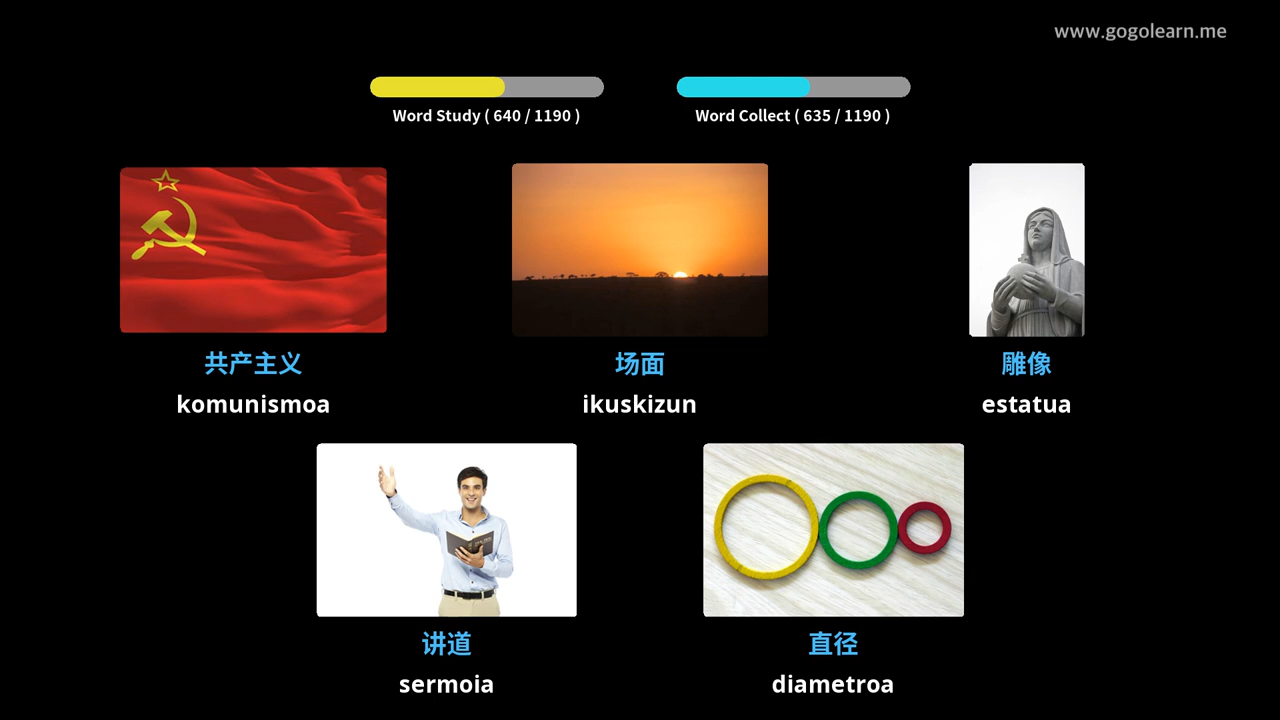 www.gogolearn.me
Word Study ( 640 / 1190 )
Word Collect ( 635 / 1190 )
共产主义
komunismoa
场面
ikuskizun
雕像
estatua
讲道
sermoia
直径
diametroa